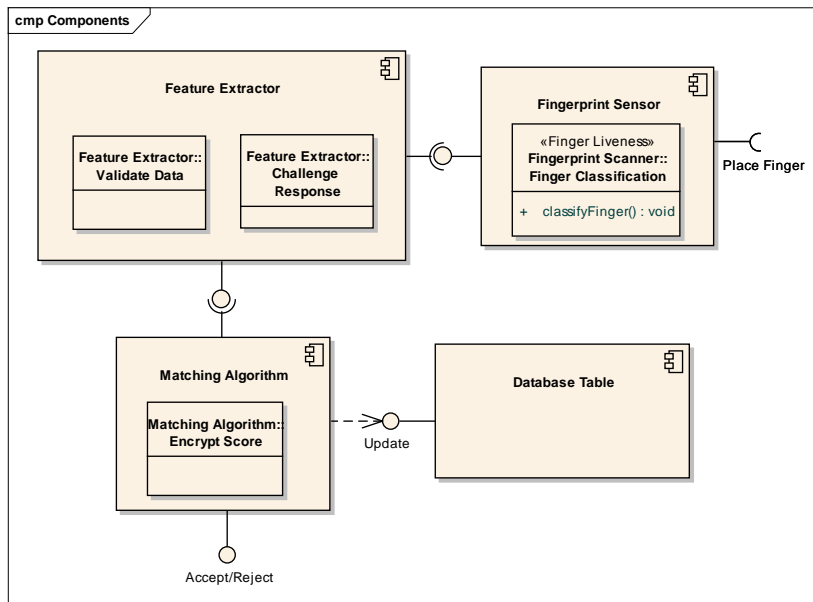 cmp Components
Feature Extractor
Feature Extractor::
Validate Data
Feature Extractor::
Challenge
Response
Fingerprint Sensor
«Finger Liveness»
Fingerprint Scanner::
Finger Classification
+ classifyFinger() : void
Place Finger
Matching Algorithm
Matching Algorithm::
Encrypt Score
Update
Database Table
Accept/Reject